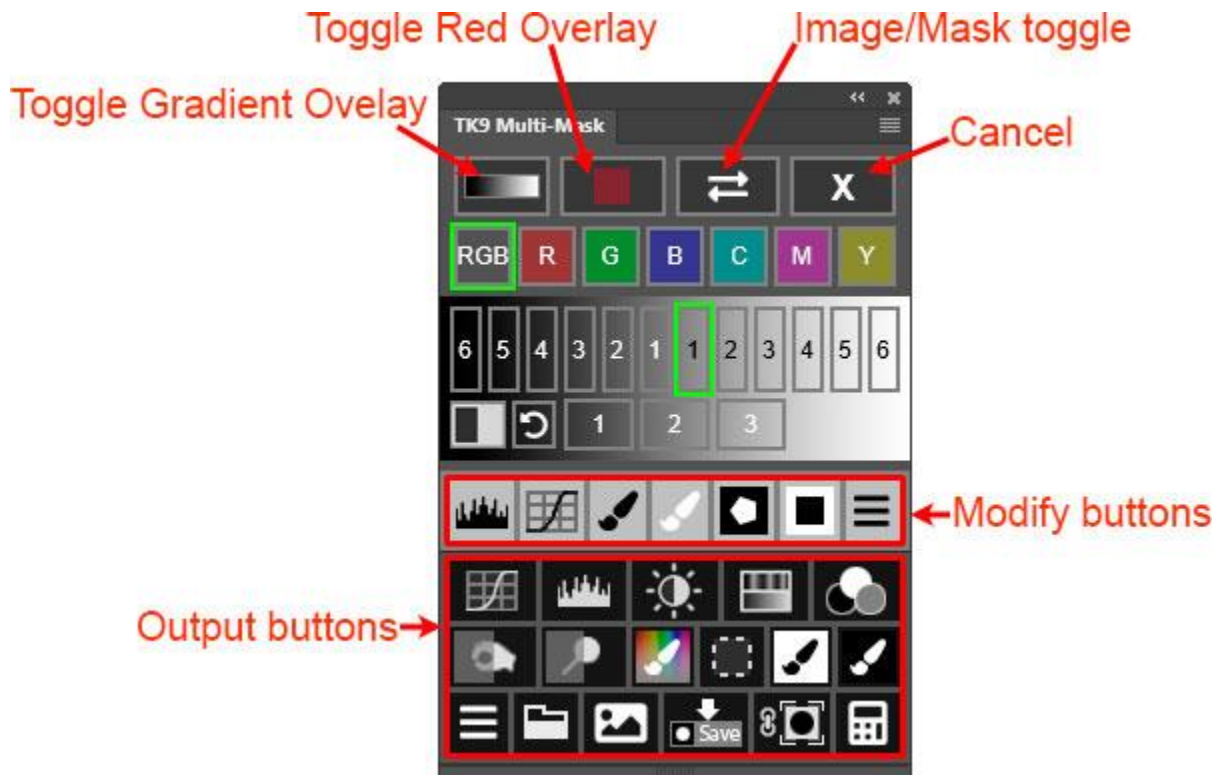 Toggle Red Overlay
Image/Mask toggle
Toggle Gradient Ovelay
TK9 Multi-Mask
Cancel
X
RGB R G B C M Y
6 5 4 3 2 1 1 2 3 4 5 6
1 2 3
Modify buttons
Output buttons
Save